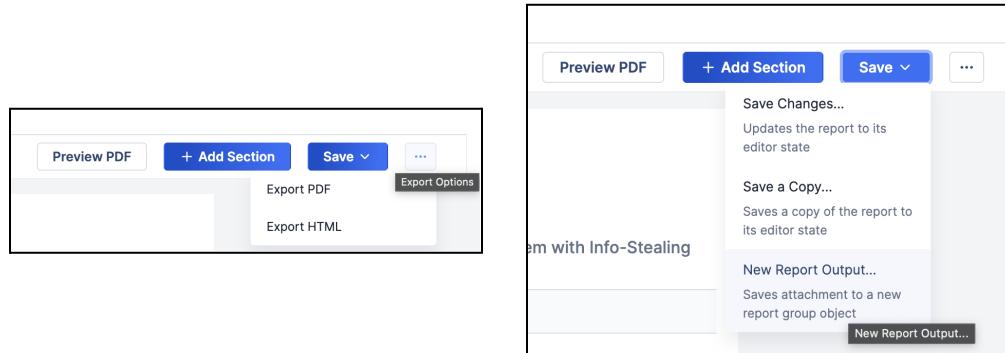 Preview PDF
+ Add Section
Save
...
Export Options
Export PDF
Export HTML
Preview PDF
+ Add Section
Save
...
Save Changes...
Updates the report to its
editor state
Save a Copy...
Saves a copy of the report to
its editor state
em with Info-Stealing
New Report Output...
Saves attachment to a new
report group object
New Report Output...